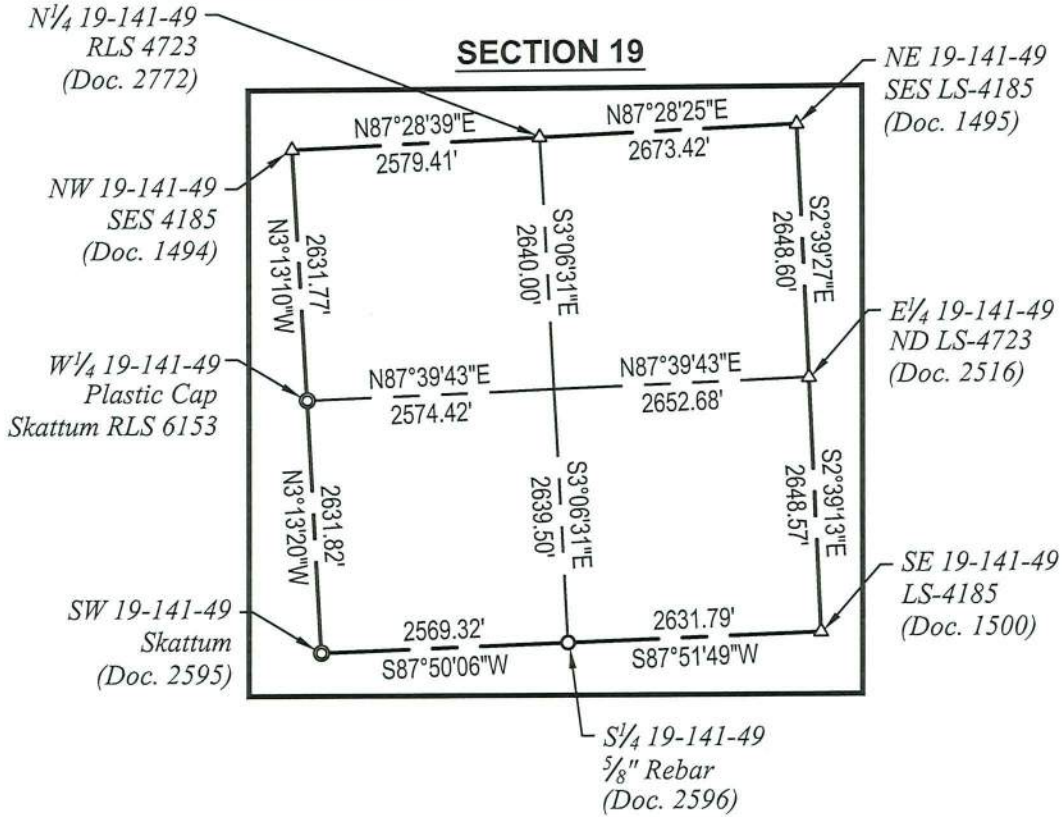 SECTION 19
N1/4 19-141-49
RLS 4723
(Doc. 2772)
NE 19-141-49
SES LS-4185
(Doc. 1495)
N87°28'39"E
2579.41'
N87°28'25"E
2673.42'
NW 19-141-49
SES 4185
(Doc. 1494)
2631.77'
N3°13'10"W
S3°06'31"E
2640.00'
S2°39'27"E
2648.60'
E1/4 19-141-49
ND LS-4723
(Doc. 2516)
W1/4 19-141-49
Plastic Cap
Skattum RLS 6153
N87°39'43"E
2574.42'
N87°39'43"E
2652.68'
2631.82'
N3°13'20"W
S3°06'31"E
2639.50'
S2°39'13"E
2648.57'
SW 19-141-49
Skattum
(Doc. 2595)
2569.32'
S87°50'06"W
2631.79'
S87°51'49"W
SE 19-141-49
LS-4185
(Doc. 1500)
S1/4 19-141-49
5/8" Rebar
(Doc. 2596)